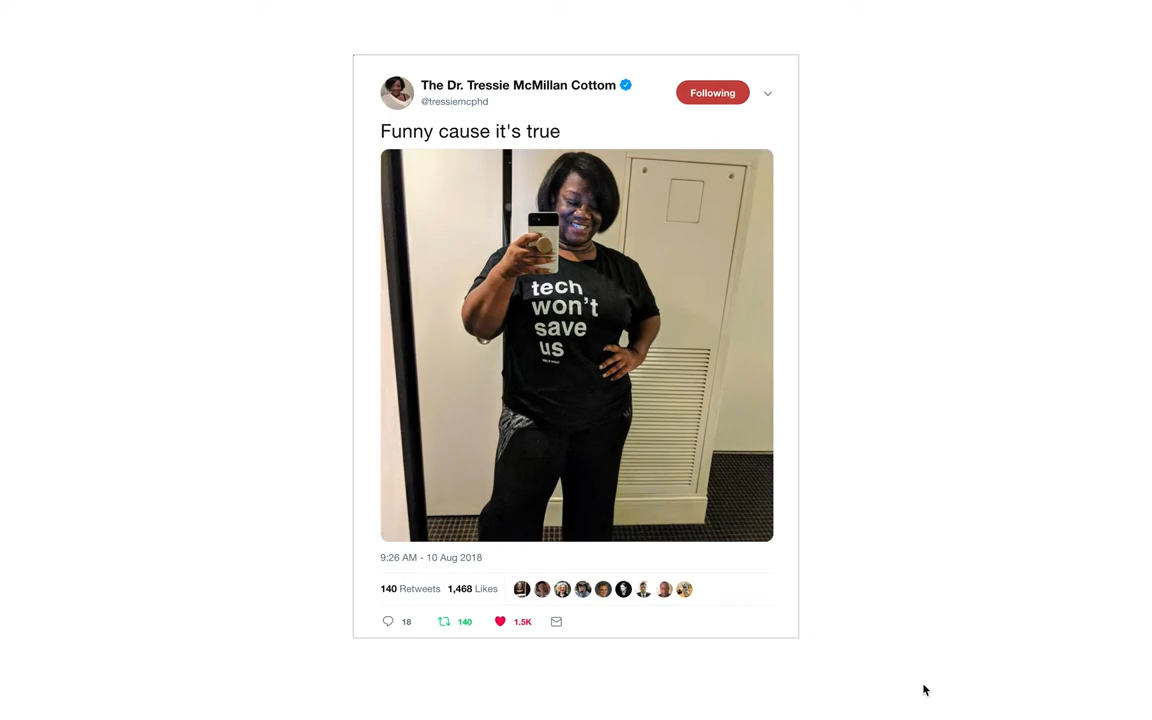 The Dr. Tressie McMillan Cottom
@tressiemcphd
Following
Funny cause it's true
tech
won't
save
us
9:26 AM - 10 Aug 2018
140 Retweets 1,468 Likes
18 140 1.5K